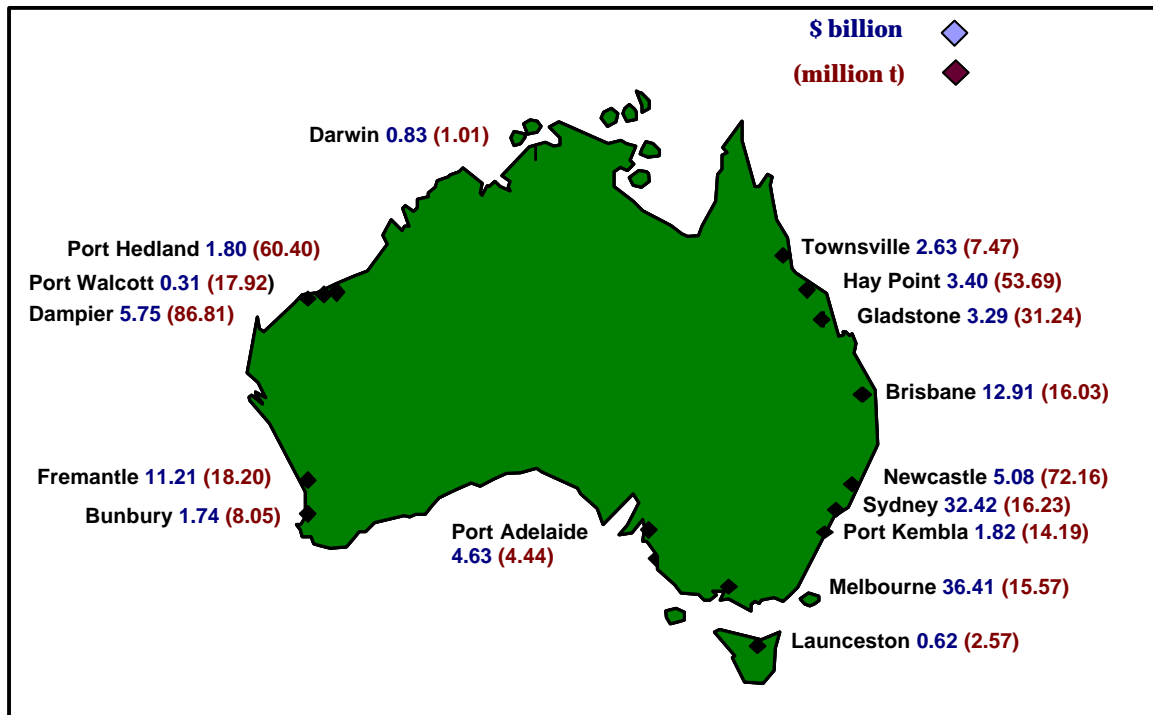 $ billion
(million t)
Darwin 0.83 (1.01)
Port Hedland 1.80 (60.40)
Port Walcott 0.31 (17.92)
Dampier 5.75 (86.81)
Townsville 2.63 (7.47)
Hay Point 3.40 (53.69)
Gladstone 3.29 (31.24)
Brisbane 12.91 (16.03)
Fremantle 11.21 (18.20)
Bunbury 1.74 (8.05)
Port Adelaide
4.63 (4.44)
Newcastle 5.08 (72.16)
Sydney 32.42 (16.23)
Port Kembla 1.82 (14.19)
Melbourne 36.41 (15.57)
Launceston 0.62 (2.57)